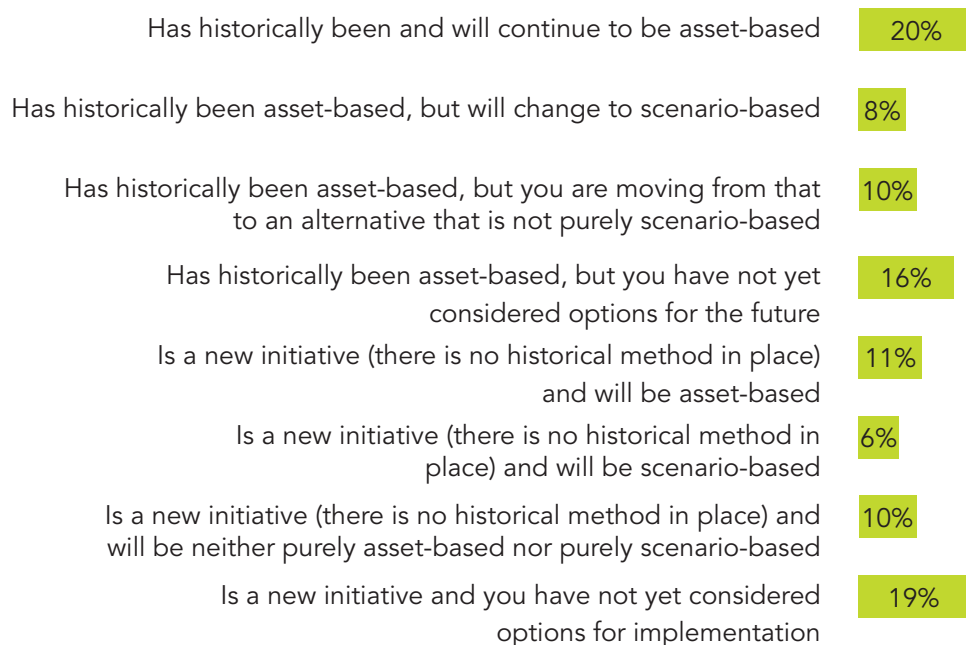 Has historically been and will continue to be asset-based 20%
Has historically been asset-based, but will change to scenario-based 8%
Has historically been asset-based, but you are moving from that 10%
to an alternative that is not purely scenario-based
Has historically been asset-based, but you have not yet 16%
considered options for the future
Is a new initiative (there is no historical method in place) 11%
and will be asset-based
Is a new initiative (there is no historical method in 6%
place) and will be scenario-based
Is a new initiative (there is no historical method in place) and 10%
will be neither purely asset-based nor purely scenario-based
Is a new initiative and you have not yet considered 19%
options for implementation